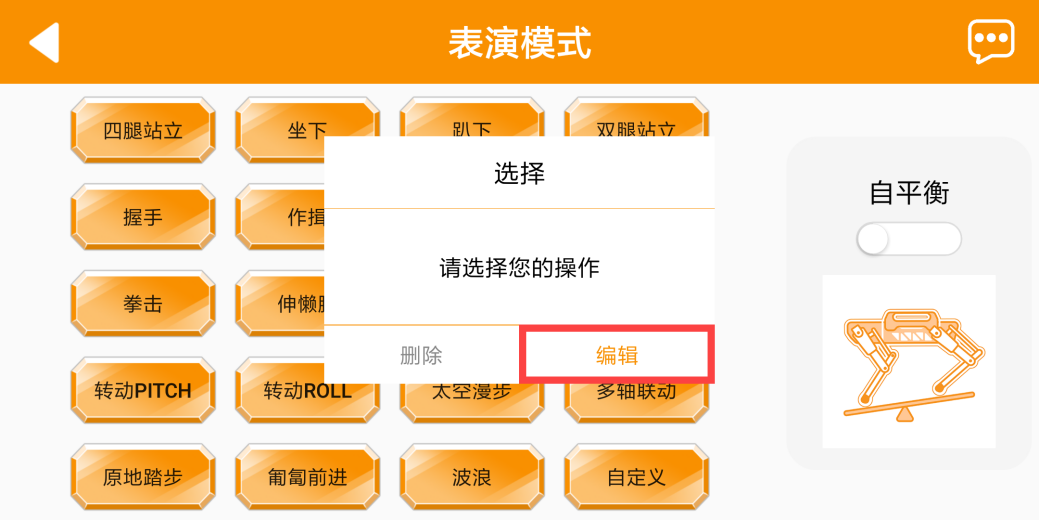 表演模式
四腿站立
坐下
趴下
双腿站立
选择
自平衡
握手
作揖
请选择您的操作
拳击
伸懒
删除
编辑
转动PITCH
转动ROLL
太空漫步
多轴联动
原地踏步
匍匐前进
波浪
自定义